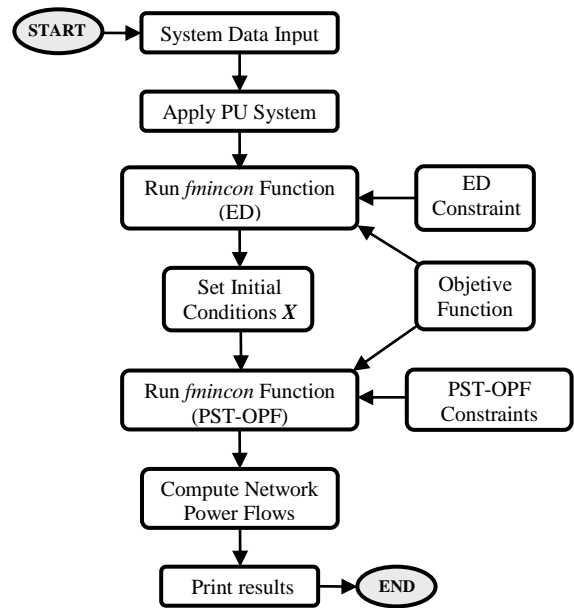 START
System Data Input
Apply PU System
Run fmincon Function
(ED)
ED
Constraint
Set Initial
Conditions X
Objetive
Function
Run fmincon Function
(PST-OPF)
PST-OPF
Constraints
Compute Network
Power Flows
Print results
END